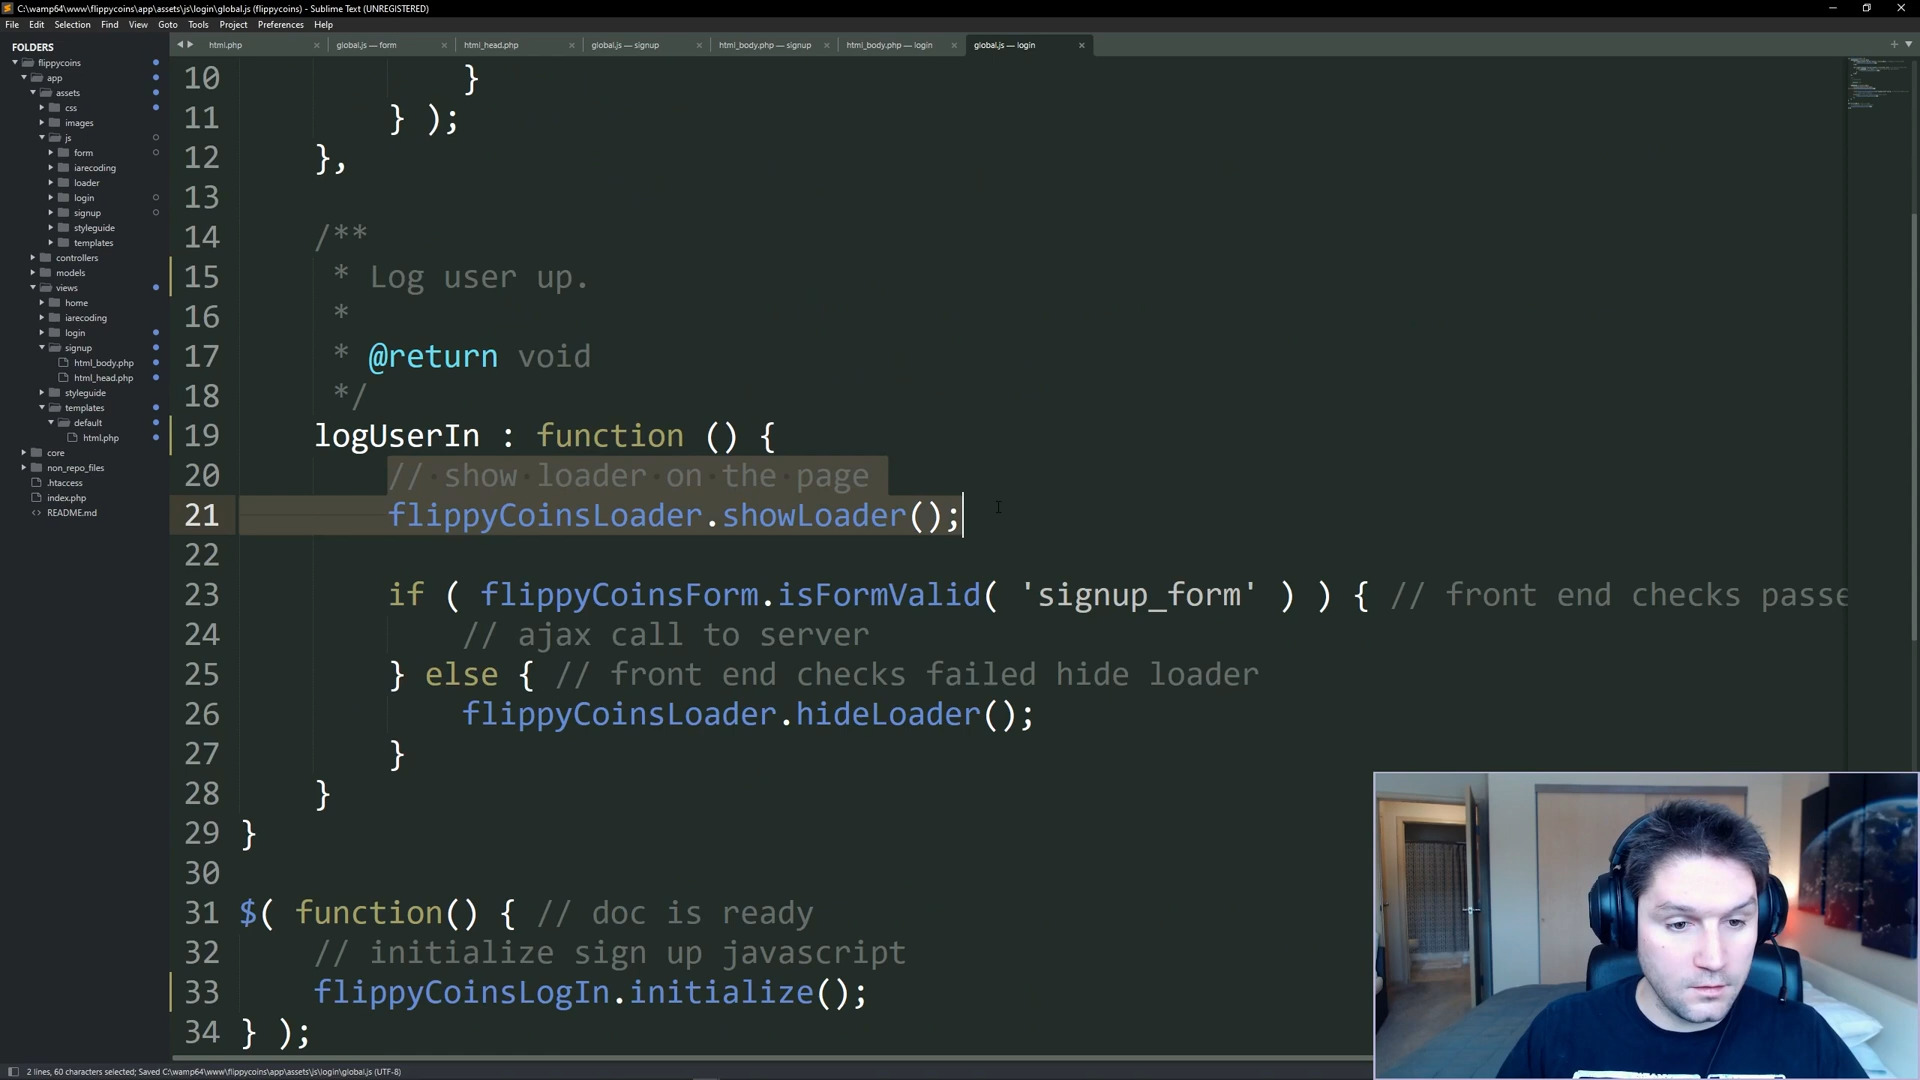 C:\wamp64\www\flippycoins\app\assets\js\login\global.js (flippycoins) - Sublime Text (UNREGISTERED)
File Edit Selection Find View Goto Tools Project Preferences Help
FOLDERS
flippycoins
app
assets
css
images
js
form
iarecoding
loader
login
signup
styleguide
templates
controllers
models
views
home
iarecoding
login
signup
html_body.php
html_head.php
styleguide
templates
default
html.php
core
non_repo_files
.htaccess
index.php
README.md
html.php
global.js — form
html_head.php
global.js — signup
html_body.php — signup
html_body.php — login
global.js — login
10 }
11 } );
12 },
13
14 /**
15 * Log user up.
16 *
17 * @return void
18 */
19 logUserIn : function () {
20 // show loader on the page
21 flippyCoinsLoader.showLoader();
22
23 if ( flippyCoinsForm.isFormValid( 'signup_form' ) ) { // front end checks passe
24 // ajax call to server
25 } else { // front end checks failed hide loader
26 flippyCoinsLoader.hideLoader();
27 }
28 }
29 }
30
31 $( function() { // doc is ready
32 // initialize sign up javascript
33 flippyCoinsLogIn.initialize();
34 } );
2 lines, 60 characters selected; Saved C:\wamp64\www\flippycoins\app\assets\js\login\global.js (UTF-8)